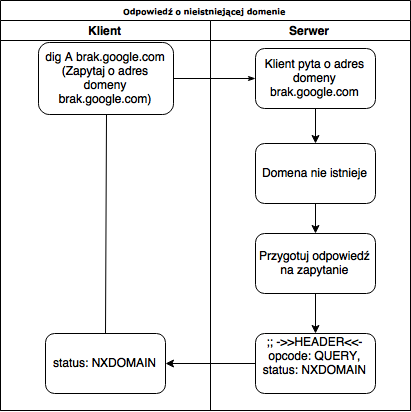 Odpowiedź o nieistniejącej domenie
Klient
Serwer
dig A brak.google.com
(Zapytaj o adres
domeny
brak.google.com)
Klient pyta o adres
domeny
brak.google.com
Domena nie istnieje
Przygotuj odpowiedź
na zapytanie
;; ->>HEADER<<-
opcode: QUERY,
status: NXDOMAIN
status: NXDOMAIN